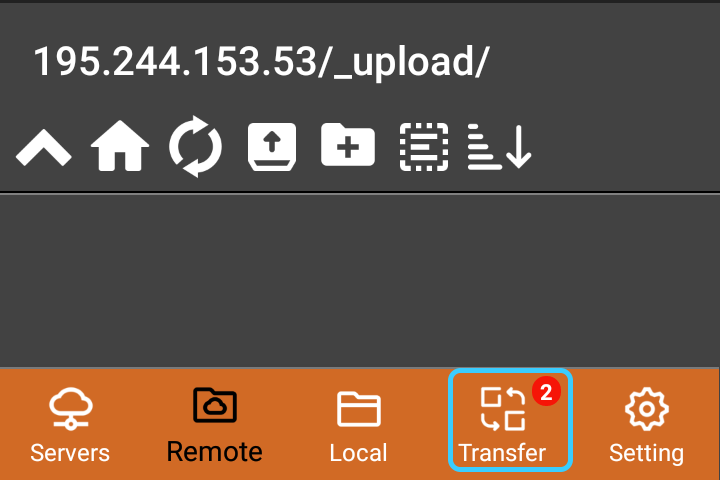 195.244.153.53/_upload/
2
Servers
Remote
Local
Transfer
Setting